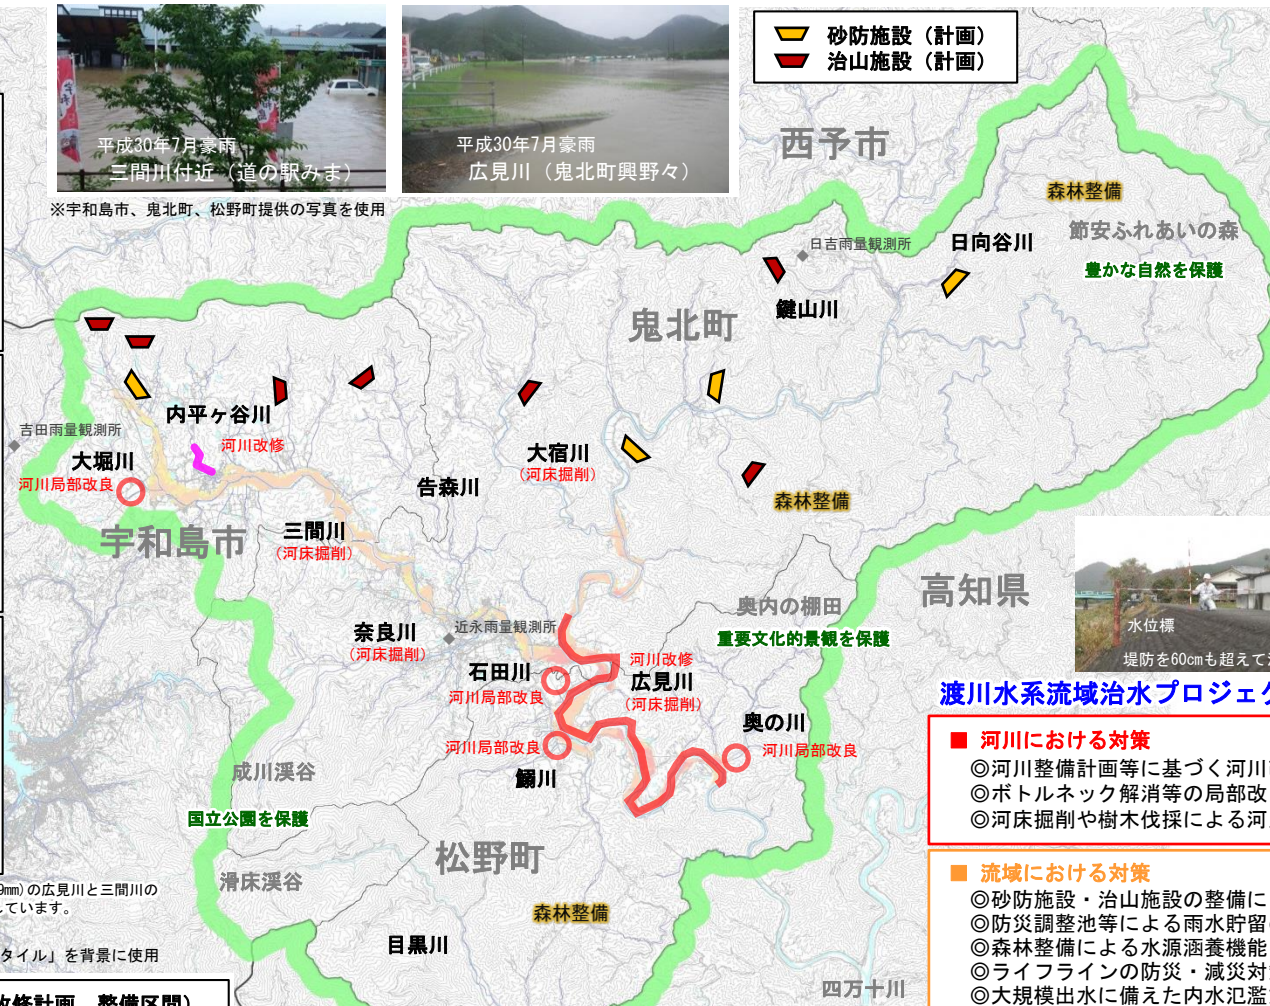 平成30年7月豪雨
三間川付近（道の駅みま）
平成30年7月豪雨
広見川（鬼北町興野々）
※宇和島市、鬼北町、松野町提供の写真を使用
砂防施設（計画）
治山施設（計画）
西予市
森林整備
節安ふれあいの森
豊かな自然を保護
日吉雨量観測所
日向谷川
鍵山川
鬼北町
内平ヶ谷川
河川改修
吉田雨量観測所
大堀川
河川局部改良
宇和島市
大宿川
（河床掘削）
告森川
森林整備
三間川
（河床掘削）
高知県
奥内の棚田
重要文化的景観を保護
水位標
堤防を60cmも超えて
奈良川
（河床掘削）
近永雨量観測所
石田川
河川局部改良
河川改修
広見川
（河床掘削）
奥の川
河川局部改良
河川局部改良
鰯川
成川渓谷
国立公園を保護
滑床渓谷
松野町
森林整備
目黒川
四万十川
渡川水系流域治水プロジェク
■ 河川における対策
◎河川整備計画等に基づく河川
◎ボトルネック解消等の局部改
◎河床掘削や樹木伐採による河
■ 流域における対策
◎砂防施設・治山施設の整備に
◎防災調整池等による雨水貯留
◎森林整備による水源涵養機能
◎ライフラインの防災・減災対
◎大規模出水に備えた内水氾濫
9mm)の広見川と三間川の
しています。
タイル」を背景に使用
改修計画 整備区間）